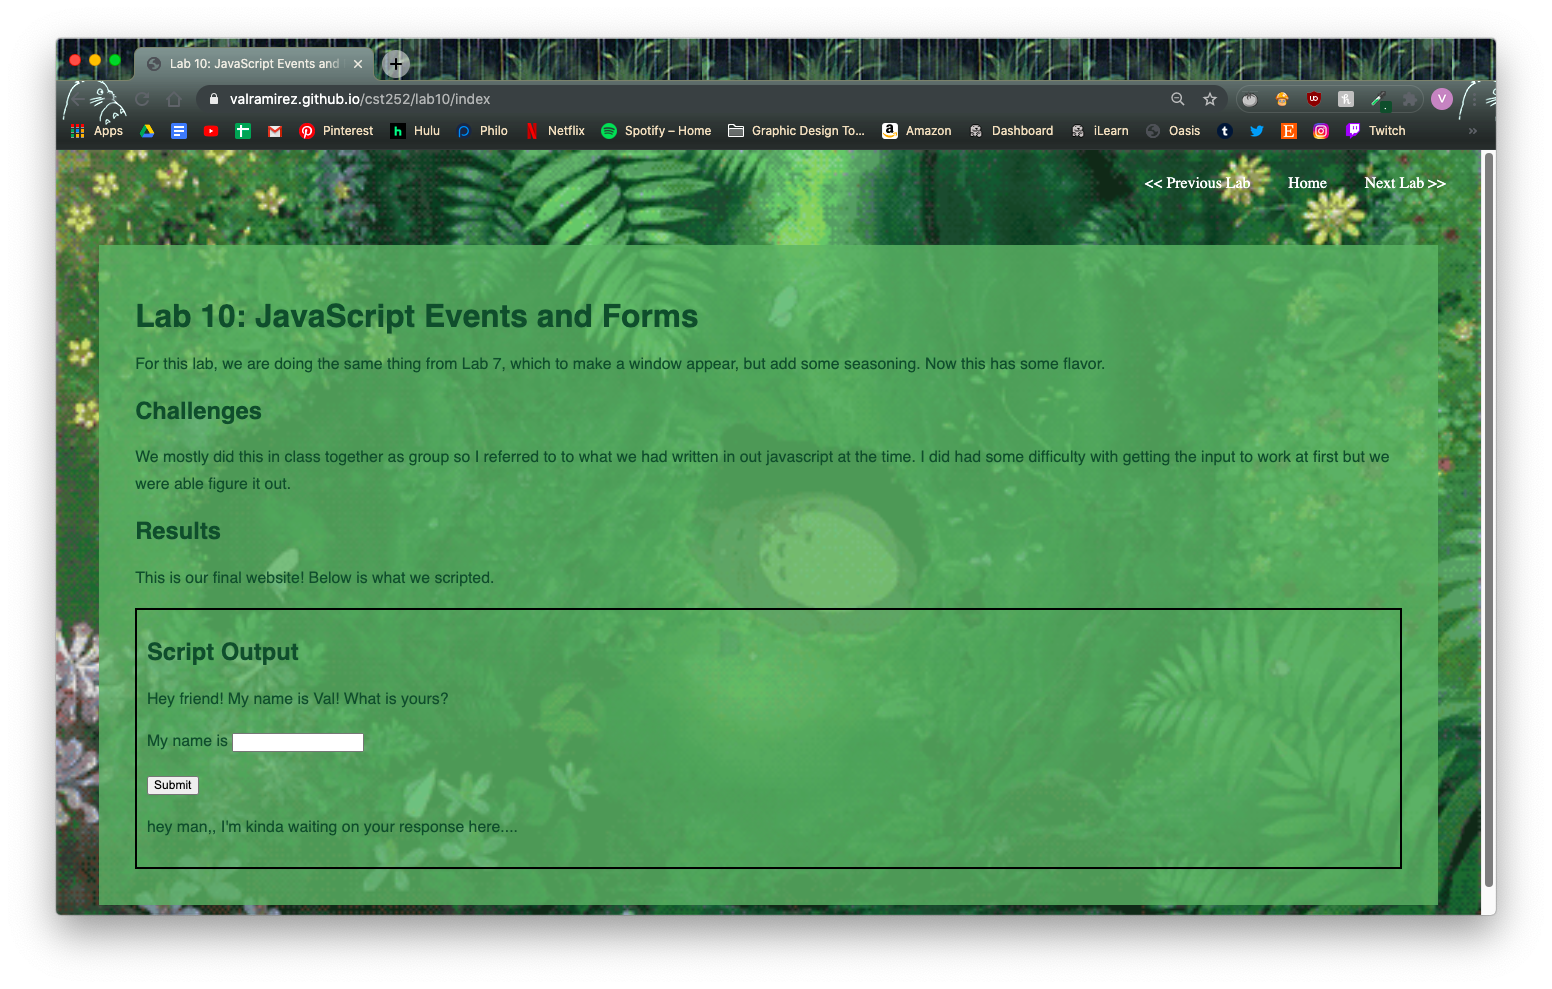 Lab 10: JavaScript Events and
valramirez.github.io/cst252/lab10/index
V
Apps Pinterest Hulu Philo Netflix Spotify – Home Graphic Design To... Amazon Dashboard iLearn Oasis Twitch »
<< Previous Lab Home Next Lab >>
Lab 10: JavaScript Events and Forms
For this lab, we are doing the same thing from Lab 7, which to make a window appear, but add some seasoning. Now this has some flavor.
Challenges
We mostly did this in class together as group so I referred to to what we had written in out javascript at the time. I did had some difficulty with getting the input to work at first but we
were able figure it out.
Results
This is our final website! Below is what we scripted.
Script Output
Hey friend! My name is Val! What is yours?
My name is
Submit
hey man,, I'm kinda waiting on your response here....